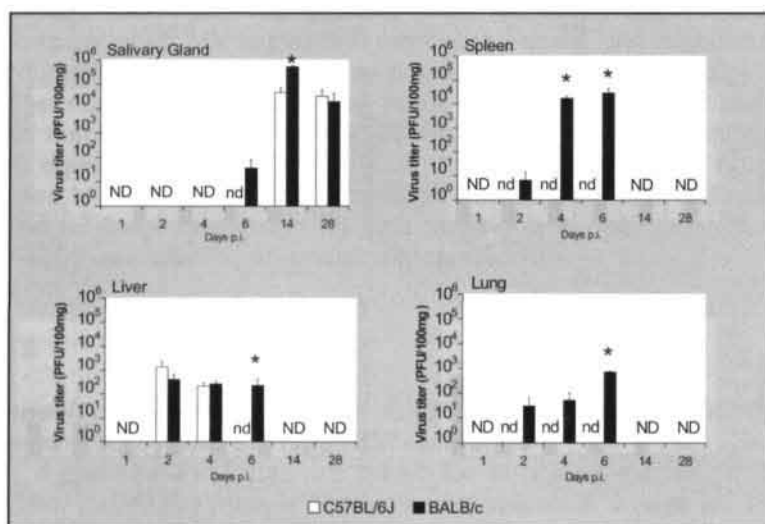 Salivary Gland
Virus titer (PFU/100mg)
10⁶
10⁵
10⁴
10³
10²
10¹
10⁰
*
ND ND ND nd
1 2 4 6 14 28
Days p.i.
Spleen
Virus titer (PFU/100mg)
10⁶
10⁵
10⁴
10³
10²
10¹
10⁰
* *
ND nd nd nd ND ND
1 2 4 6 14 28
Days p.i.
Liver
Virus titer (PFU/100mg)
10⁶
10⁵
10⁴
10³
10²
10¹
10⁰
*
ND nd ND ND
1 2 4 6 14 28
Days p.i.
Lung
Virus titer (PFU/100mg)
10⁶
10⁵
10⁴
10³
10²
10¹
10⁰
*
ND nd nd nd ND ND
1 2 4 6 14 28
Days p.i.
C57BL/6J BALB/c